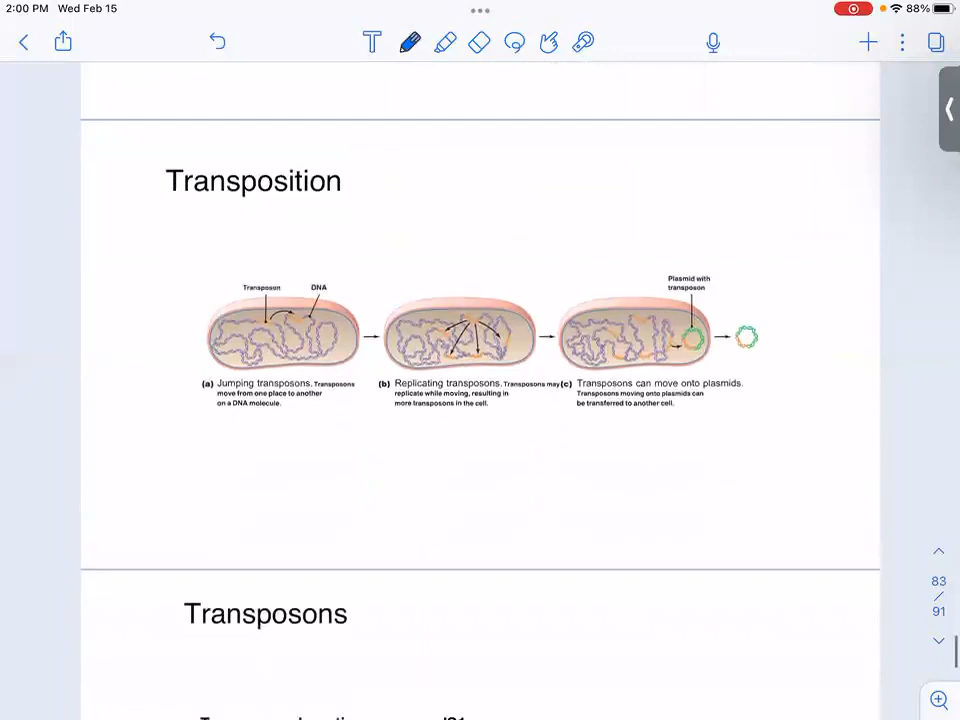 2:00 PM Wed Feb 15
88%
Transposition
Transposon
DNA
Plasmid with
transposon
(a) Jumping transposons. Transposons
move from one place to another
on a DNA molecule.
(b) Replicating transposons. Transposons may
replicate while moving, resulting in
more transposons in the cell.
(c) Transposons can move onto plasmids.
Transposons moving onto plasmids can
be transferred to another cell.
83
/
91
Transposons